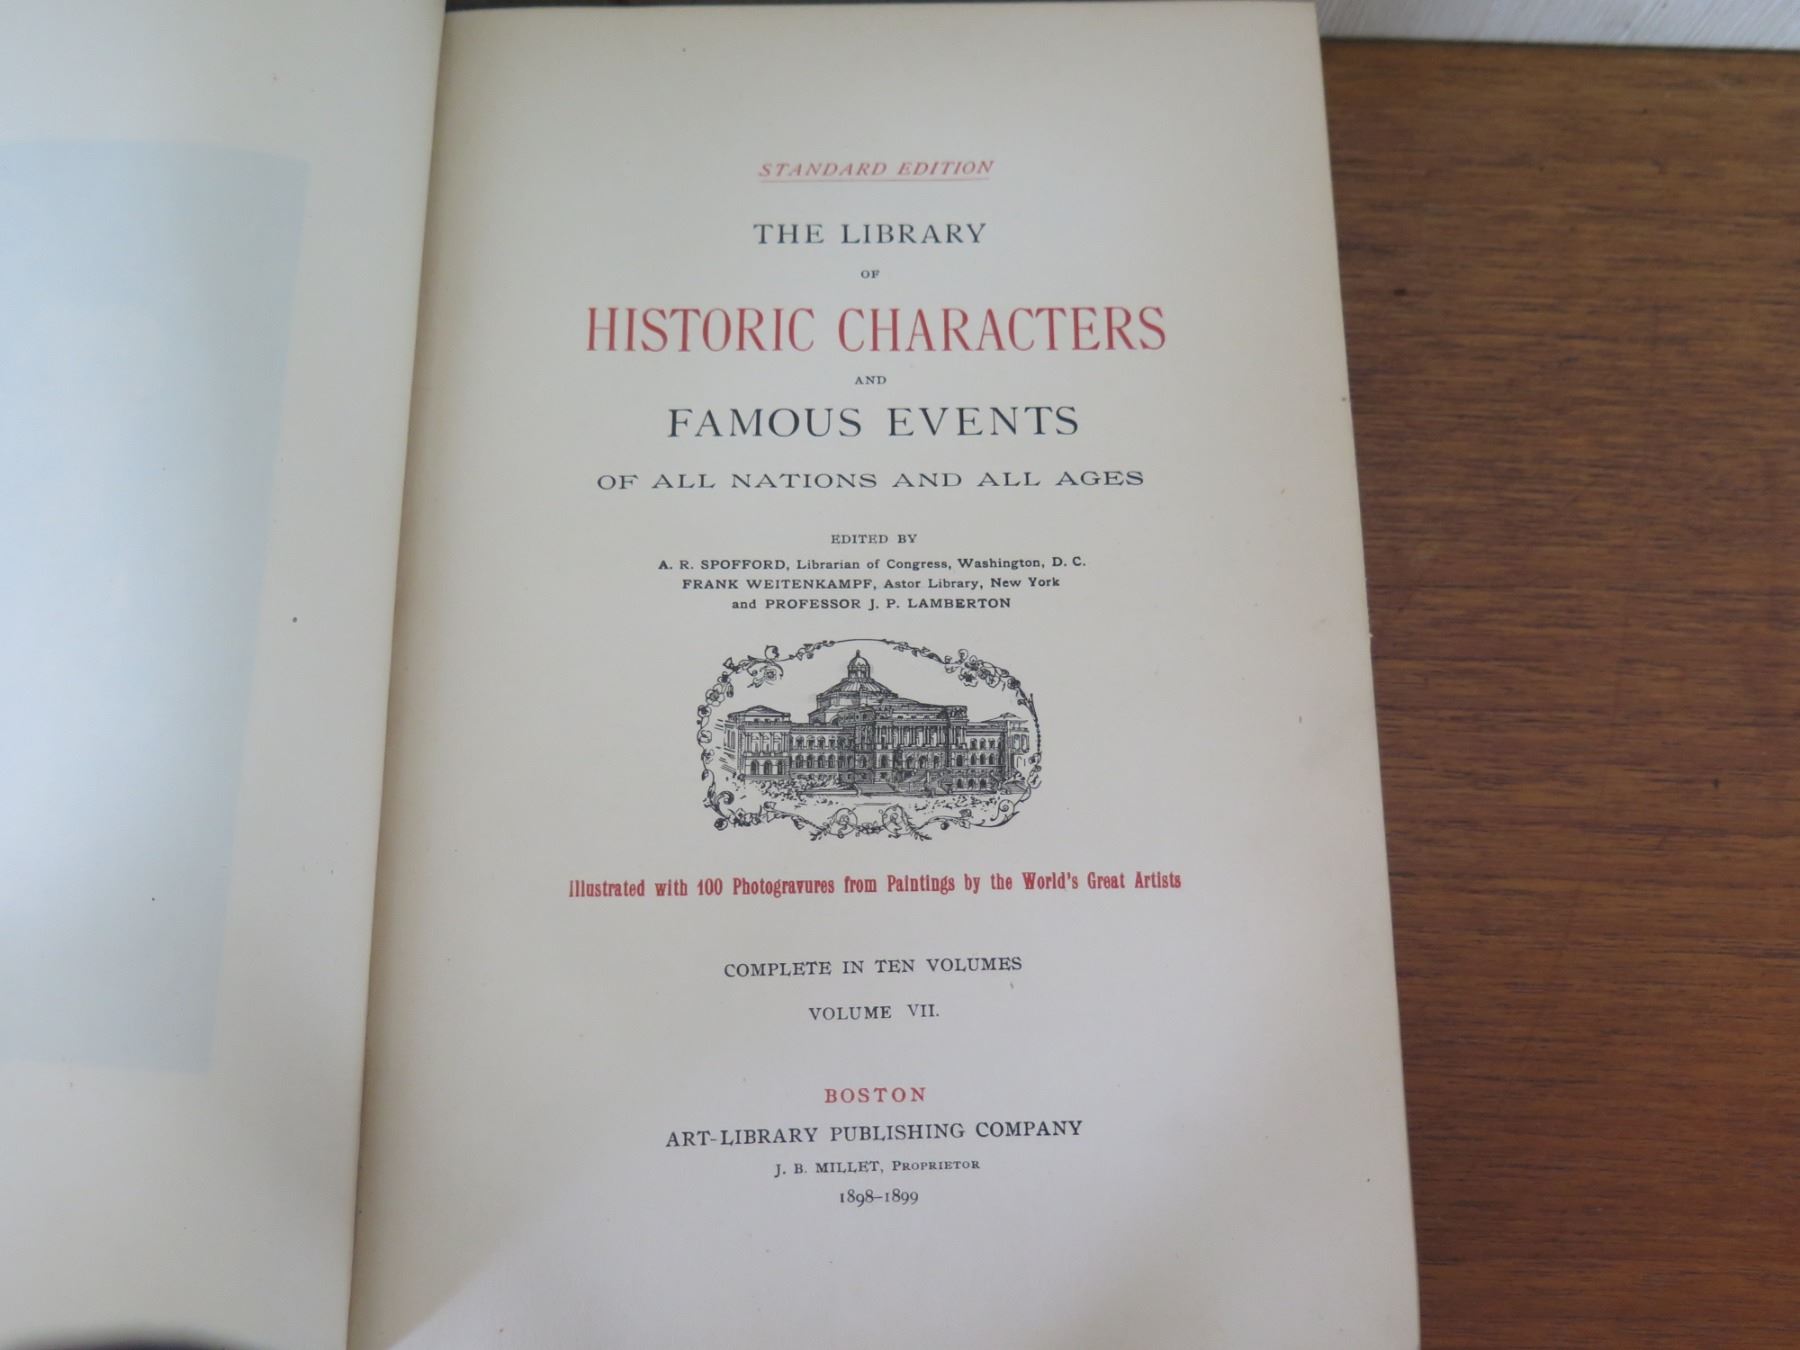 STANDARD EDITION
THE LIBRARY
OF
HISTORIC CHARACTERS
AND
FAMOUS EVENTS
OF ALL NATIONS AND ALL AGES
EDITED BY
A. R. SPOFFORD, Librarian of Congress, Washington, D. C.
FRANK WEITENKAMPF, Astor Library, New York
and PROFESSOR J. P. LAMBERTON
Illustrated with 100 Photogravures from Paintings by the World's Great Artists
COMPLETE IN TEN VOLUMES
VOLUME VII.
BOSTON
ART-LIBRARY PUBLISHING COMPANY
J. B. MILLET, PROPRIETOR
1898–1899